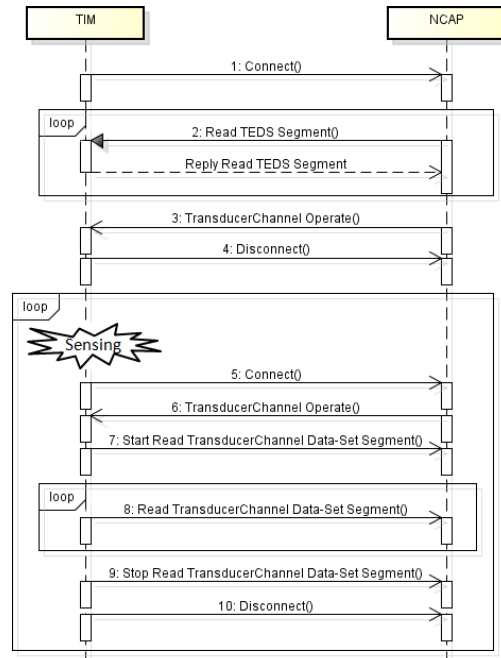 TIM
NCAP
1: Connect()
loop
2: Read TEDS Segment()
Reply Read TEDS Segment
3: TransducerChannel Operate()
4: Disconnect()
loop
Sensing
5: Connect()
6: TransducerChannel Operate()
7: Start Read TransducerChannel Data-Set Segment()
loop
8: Read TransducerChannel Data-Set Segment()
9: Stop Read TransducerChannel Data-Set Segment()
10: Disconnect()